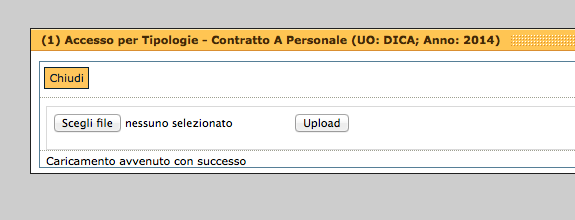 (1) Accesso per Tipologie - Contratto A Personale (UO: DICA; Anno: 2014)
Chiudi
Scegli file nessuno selezionato Upload
Caricamento avvenuto con successo